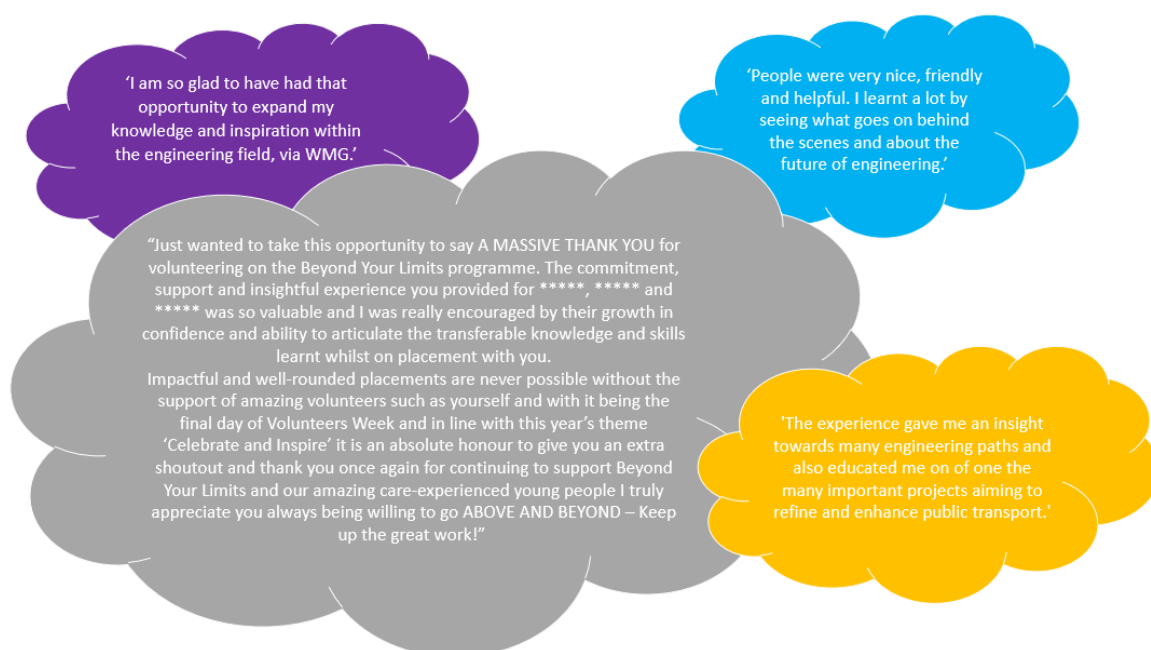 ‘I am so glad to have had that
opportunity to expand my
knowledge and inspiration within
the engineering field, via WMG.’
‘People were very nice, friendly
and helpful. I learnt a lot by
seeing what goes on behind
the scenes and about the
future of engineering.’
“Just wanted to take this opportunity to say A MASSIVE THANK YOU for
volunteering on the Beyond Your Limits programme. The commitment,
support and insightful experience you provided for *****, ***** and
***** was so valuable and I was really encouraged by their growth in
confidence and ability to articulate the transferable knowledge and skills
learnt whilst on placement with you.
Impactful and well-rounded placements are never possible without the
support of amazing volunteers such as yourself and with it being the
final day of Volunteers Week and in line with this year’s theme
‘Celebrate and Inspire’ it is an absolute honour to give you an extra
shoutout and thank you once again for continuing to support Beyond
Your Limits and our amazing care-experienced young people I truly
appreciate you always being willing to go ABOVE AND BEYOND – Keep
up the great work!”
'The experience gave me an insight
towards many engineering paths and
also educated me on of one the
many important projects aiming to
refine and enhance public transport.'